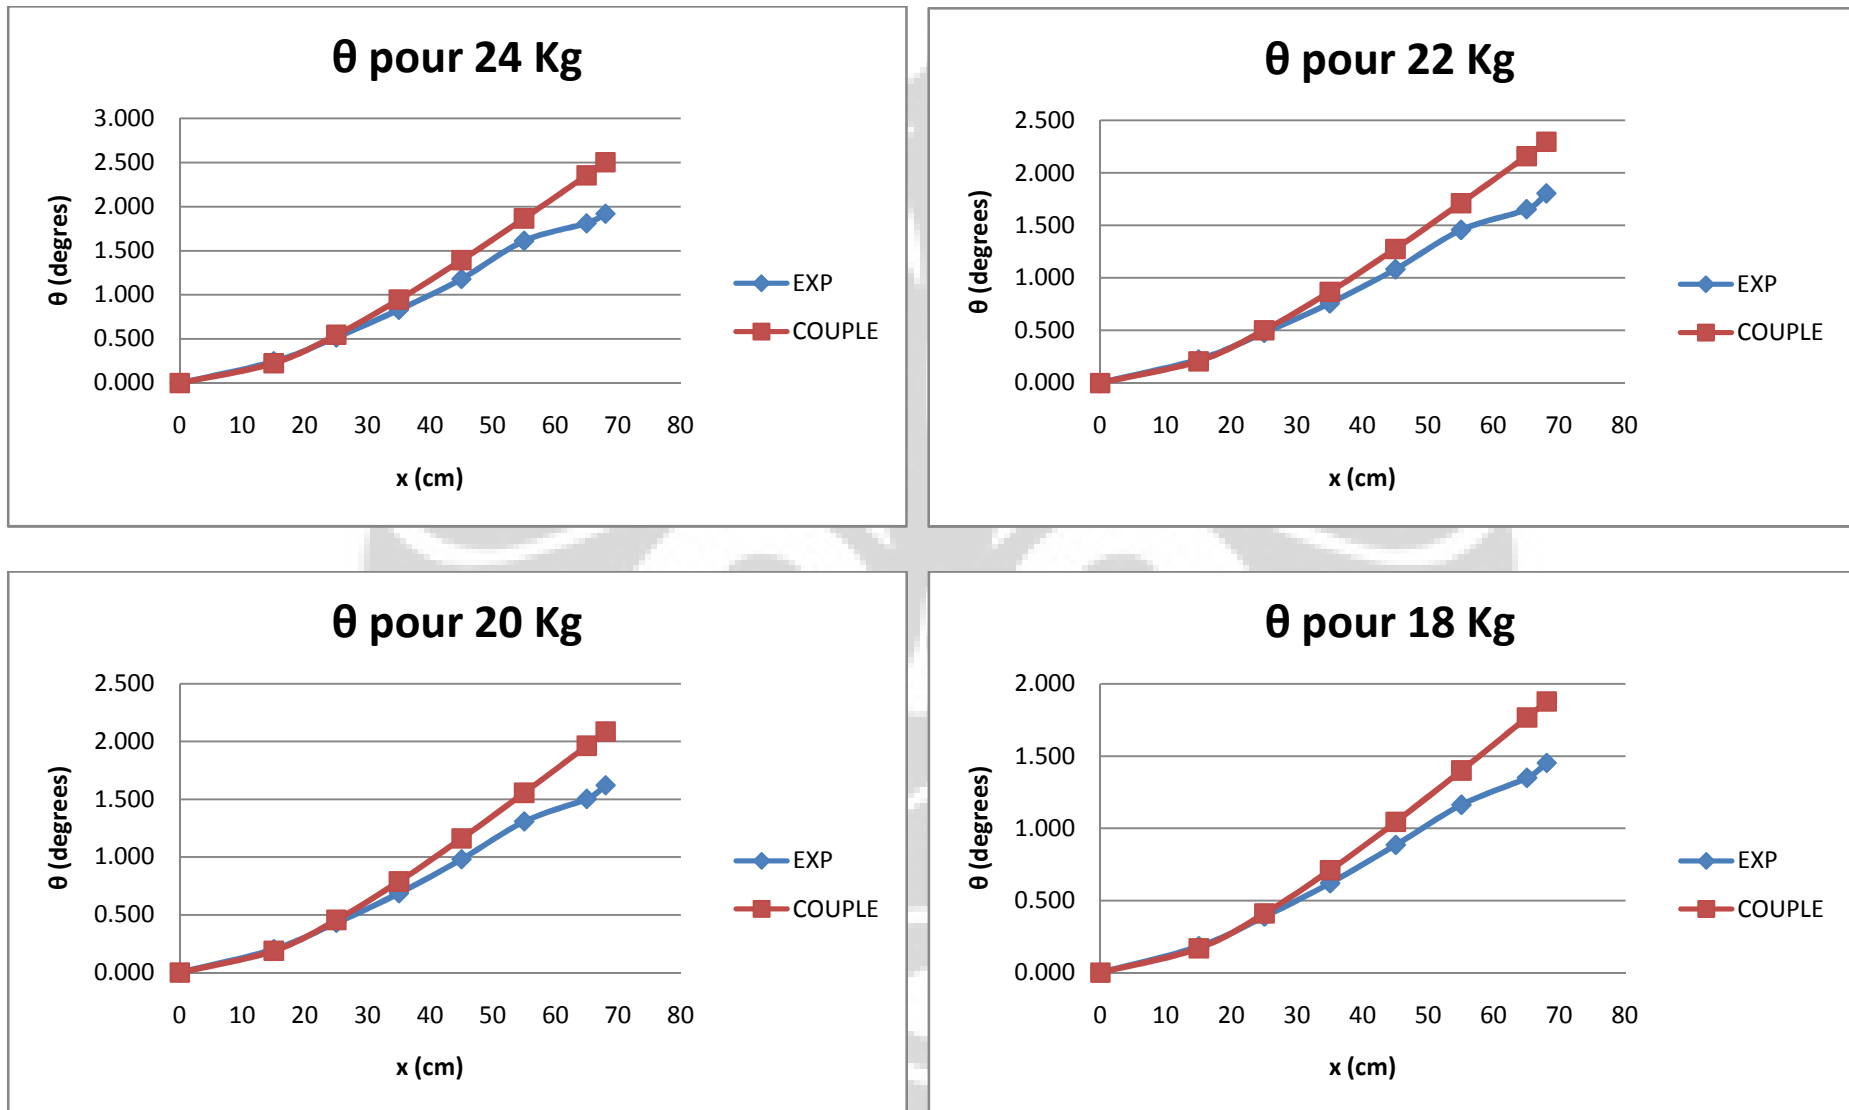 θ pour 24 Kg
3.000
2.500
2.000
1.500
1.000
0.500
0.000
0 10 20 30 40 50 60 70 80
θ (degres)
x (cm)
EXP
COUPLE
θ pour 22 Kg
2.500
2.000
1.500
1.000
0.500
0.000
0 10 20 30 40 50 60 70 80
θ (degrees)
x (cm)
EXP
COUPLE
θ pour 20 Kg
2.500
2.000
1.500
1.000
0.500
0.000
0 10 20 30 40 50 60 70 80
θ (degrees)
x (cm)
EXP
COUPLE
θ pour 18 Kg
2.000
1.500
1.000
0.500
0.000
0 10 20 30 40 50 60 70 80
θ (degrees)
x (cm)
EXP
COUPLE